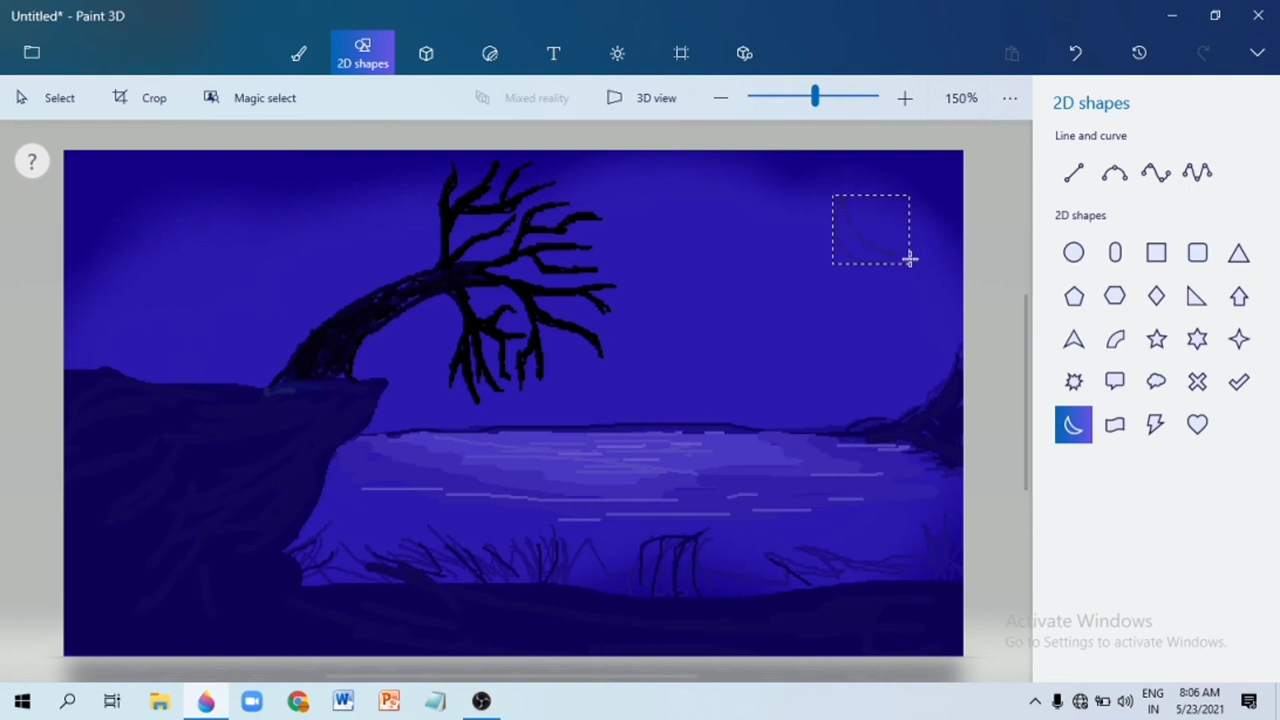 Untitled* - Paint 3D
2D shapes
Select
Crop
Magic select
Mixed reality
3D view
150%
2D shapes
Line and curve
2D shapes
?
Activate Windows
Go to Settings to activate Windows.
ENG
IN
8:06 AM
5/23/2021